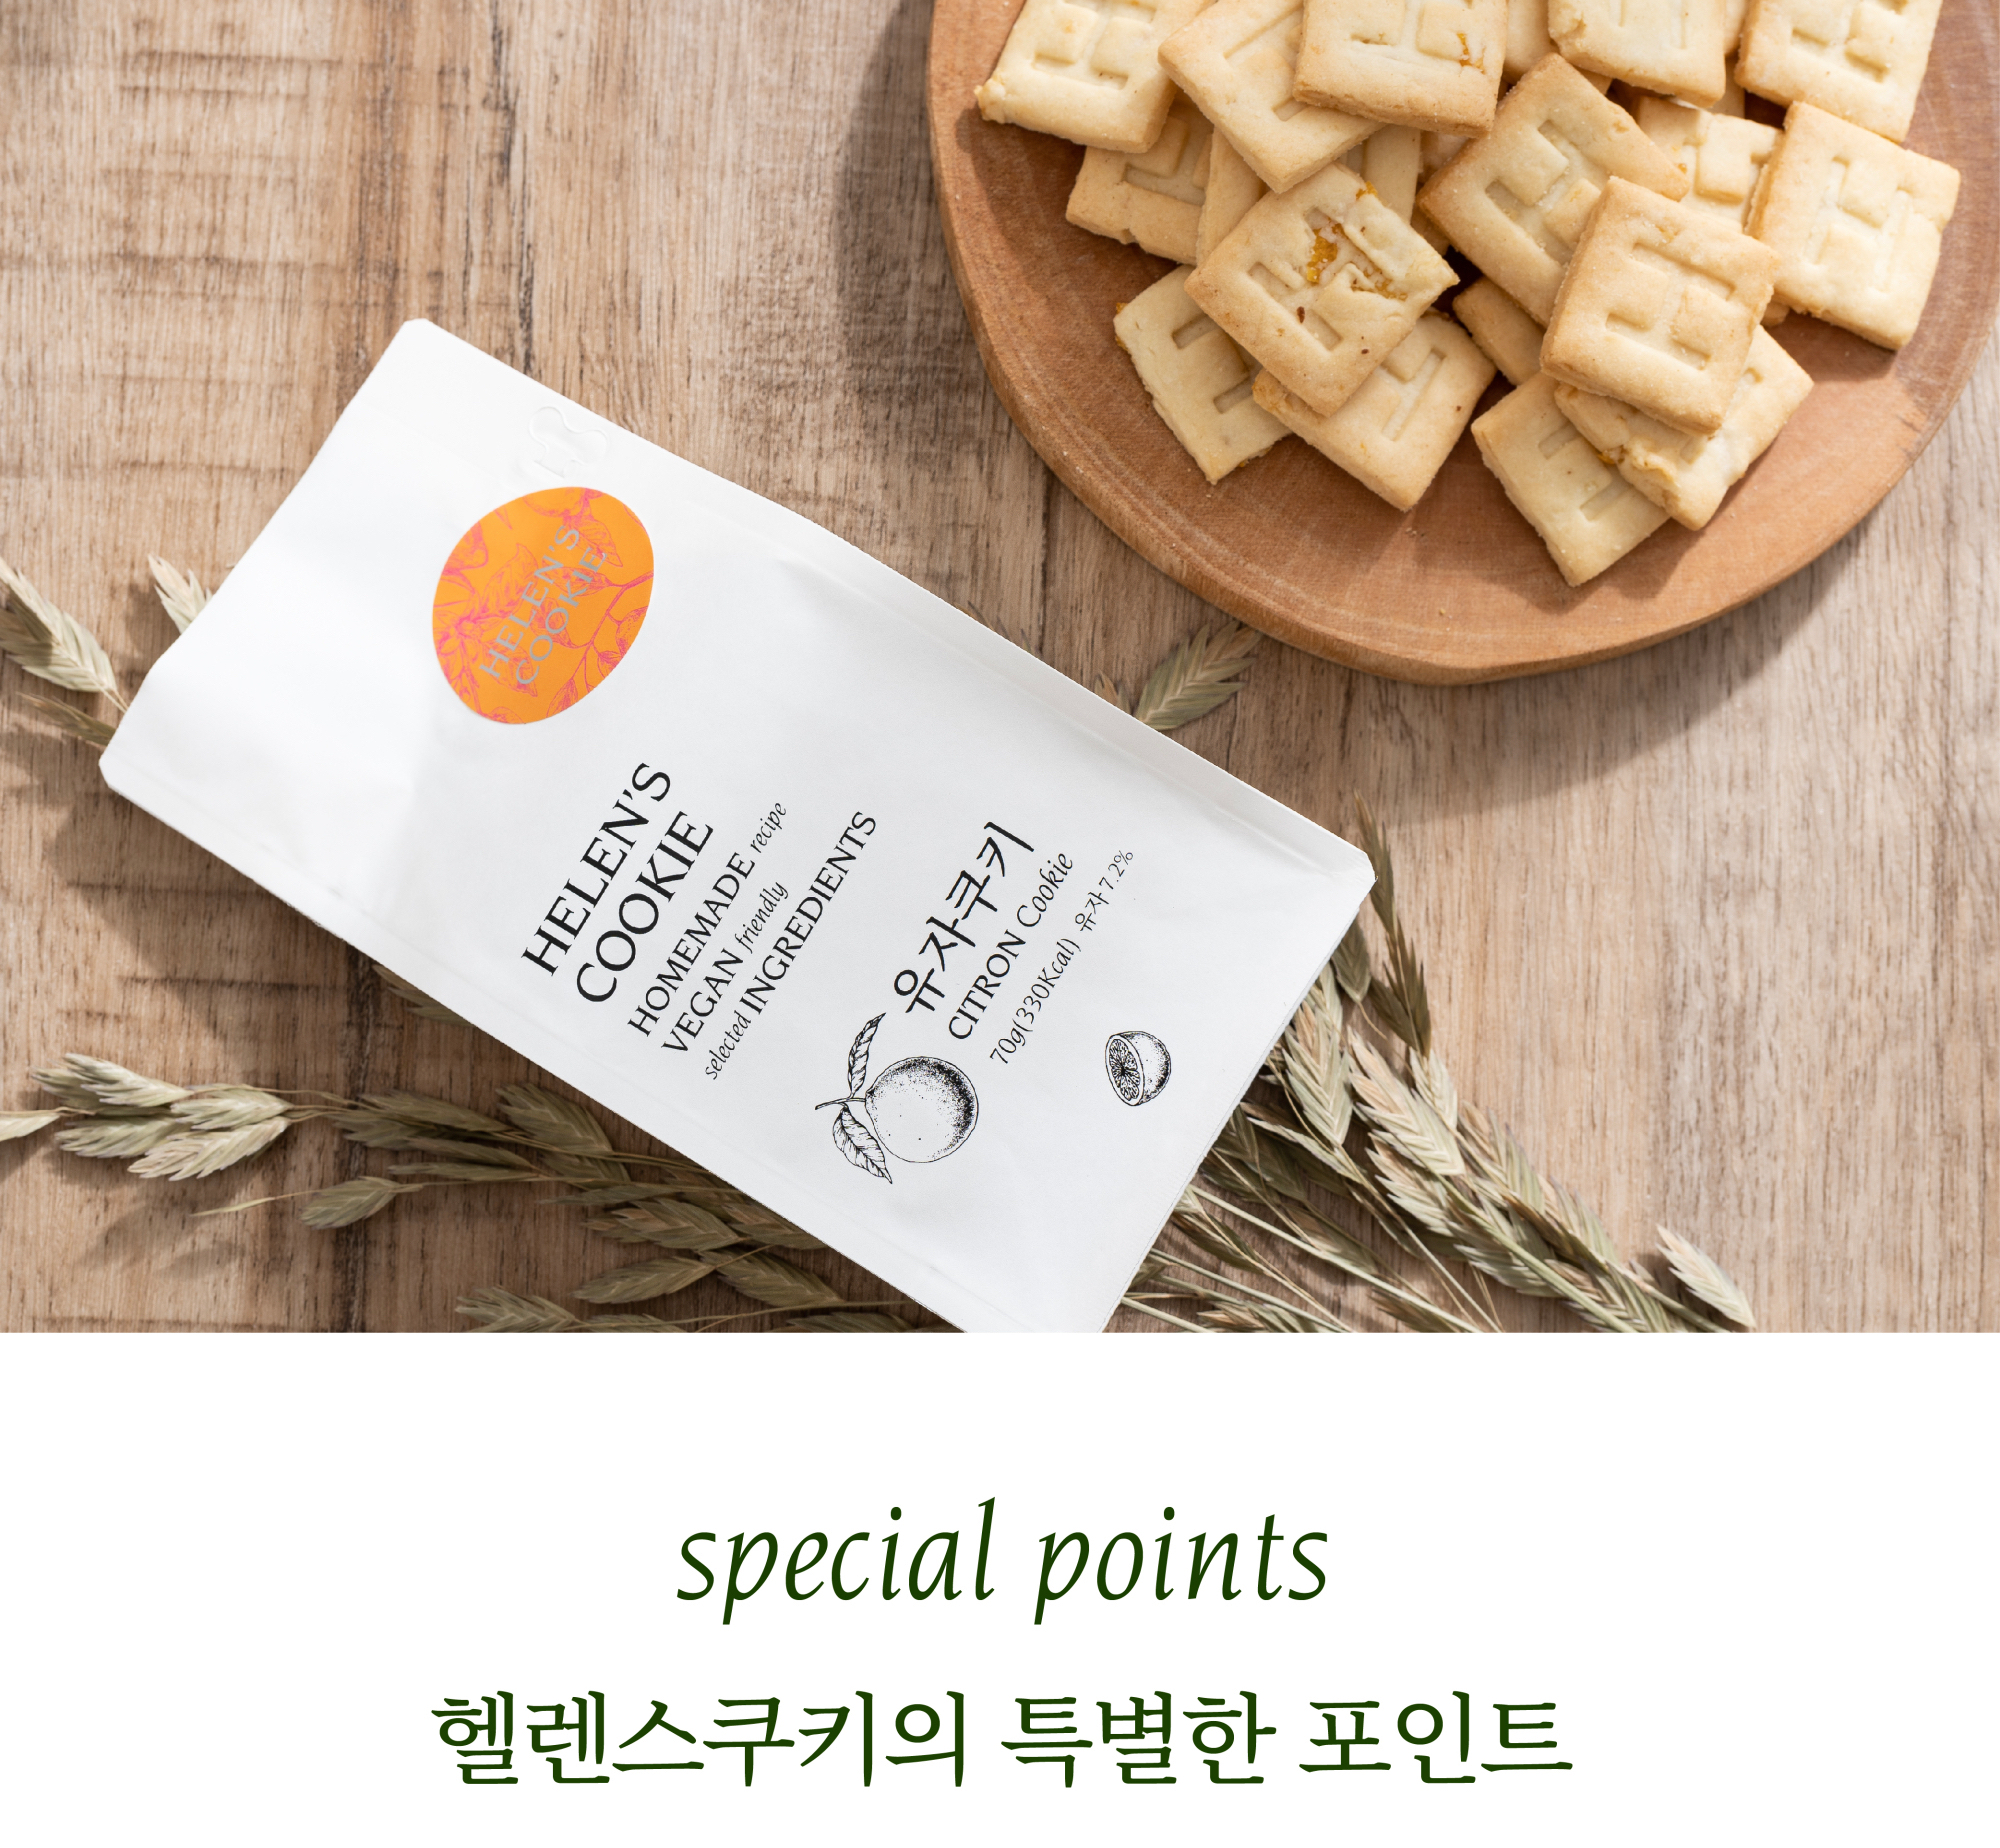 HELEN'S
COOKIE
HELEN'S
COOKIE
HOMEMADE recipe
VEGAN friendly
selected INGREDIENTS
유자쿠키
CITRON Cookie
70g(330Kcal) 유자 7.2%
special points
헬렌스쿠키의 특별한 포인트